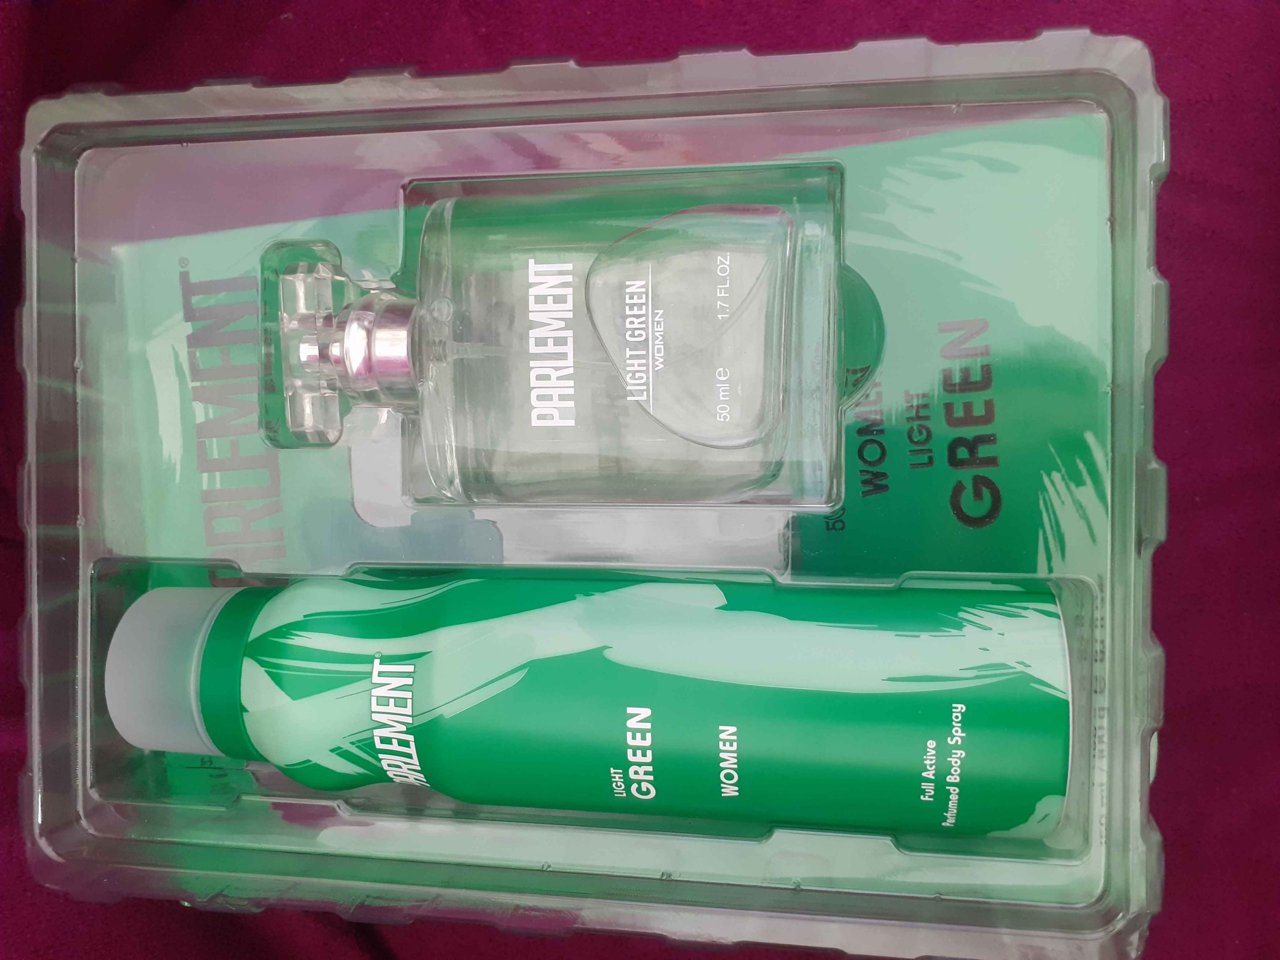 PARLEMENT
LIGHT GREEN
WOMEN
50 ml e 1.7 FL.OZ.
PARLEMENT®
WOMEN
LIGHT
GREEN
PARLEMENT®
LIGHT
GREEN
WOMEN
Full Active
Perfumed Body Spray